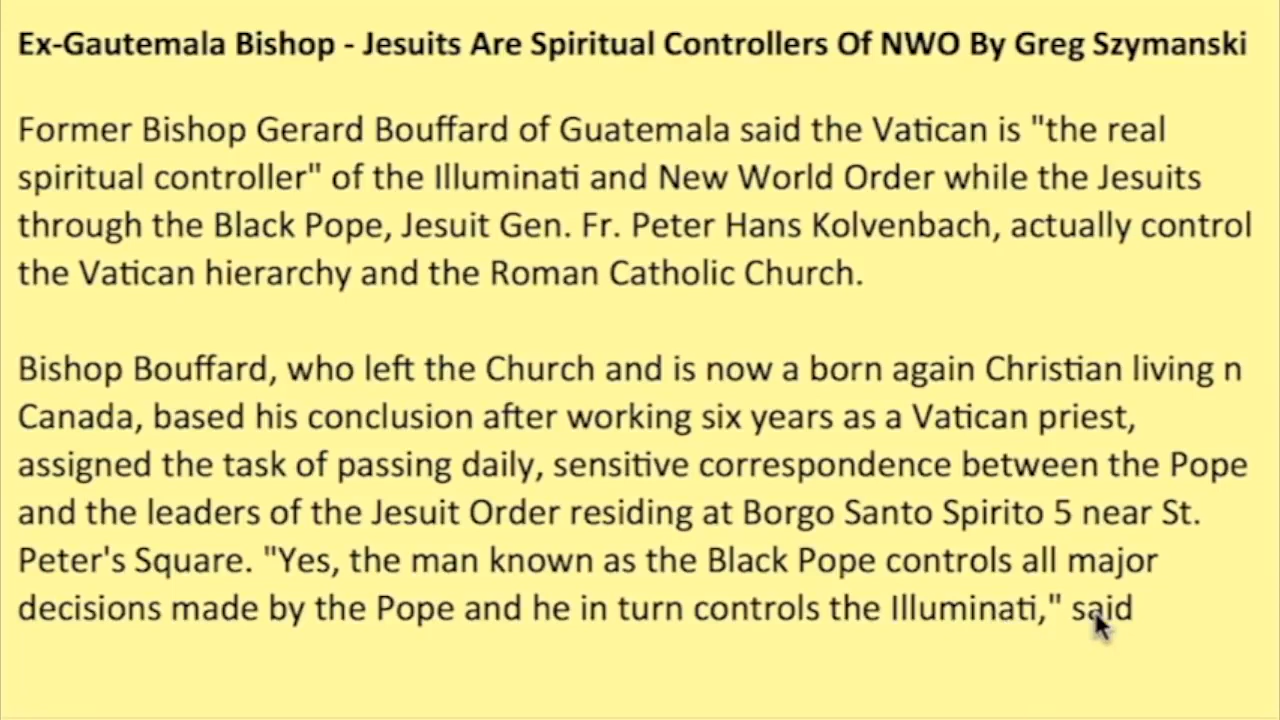 Ex-Gautemala Bishop - Jesuits Are Spiritual Controllers Of NWO By Greg Szymanski
Former Bishop Gerard Bouffard of Guatemala said the Vatican is "the real
spiritual controller" of the Illuminati and New World Order while the Jesuits
through the Black Pope, Jesuit Gen. Fr. Peter Hans Kolvenbach, actually control
the Vatican hierarchy and the Roman Catholic Church.
Bishop Bouffard, who left the Church and is now a born again Christian living n
Canada, based his conclusion after working six years as a Vatican priest,
assigned the task of passing daily, sensitive correspondence between the Pope
and the leaders of the Jesuit Order residing at Borgo Santo Spirito 5 near St.
Peter's Square. "Yes, the man known as the Black Pope controls all major
decisions made by the Pope and he in turn controls the Illuminati," said